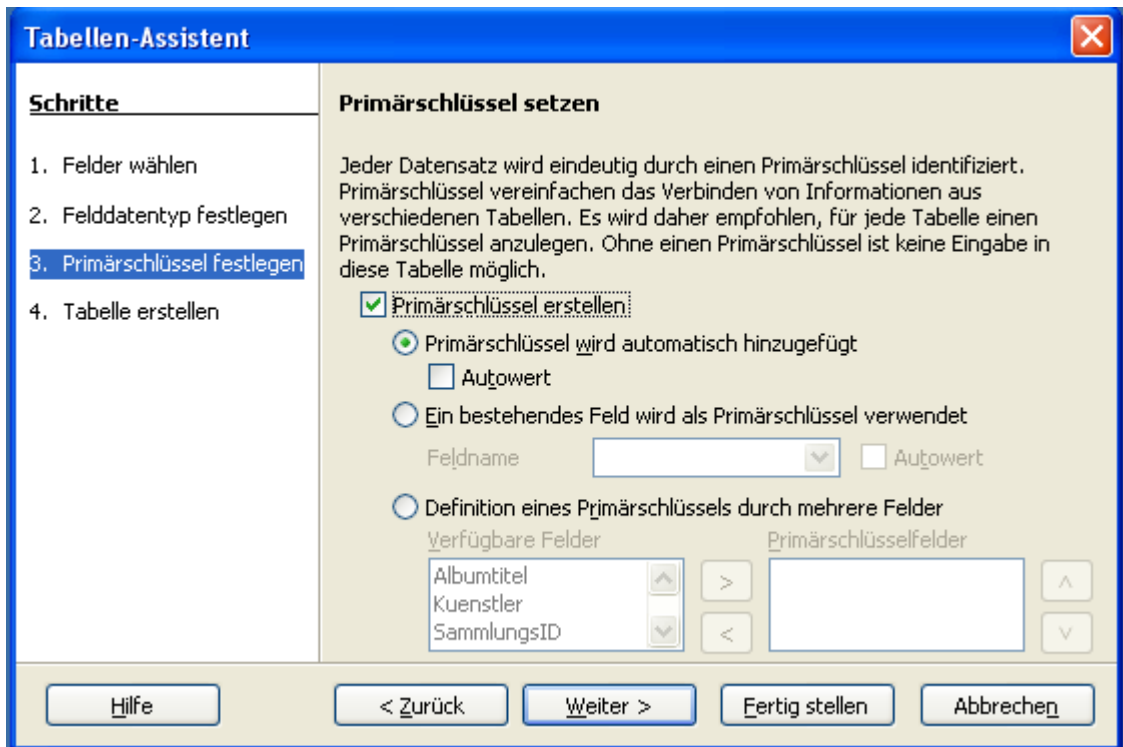 Tabellen-Assistent
Schritte
1. Felder wählen
2. Felddatentyp festlegen
3. Primärschlüssel festlegen
4. Tabelle erstellen
Primärschlüssel setzen
Jeder Datensatz wird eindeutig durch einen Primärschlüssel identifiziert.
Primärschlüssel vereinfachen das Verbinden von Informationen aus
verschiedenen Tabellen. Es wird daher empfohlen, für jede Tabelle einen
Primärschlüssel anzulegen. Ohne einen Primärschlüssel ist keine Eingabe in
diese Tabelle möglich.
Primärschlüssel erstellen
Primärschlüssel wird automatisch hinzugefügt
Autowert
Ein bestehendes Feld wird als Primärschlüssel verwendet
Feldname Autowert
Definition eines Primärschlüssels durch mehrere Felder
Verfügbare Felder Primärschlüsselfelder
Albumtitel
Kuenstler
SammlungsID
>
<
Hilfe < Zurück Weiter > Fertig stellen Abbrechen